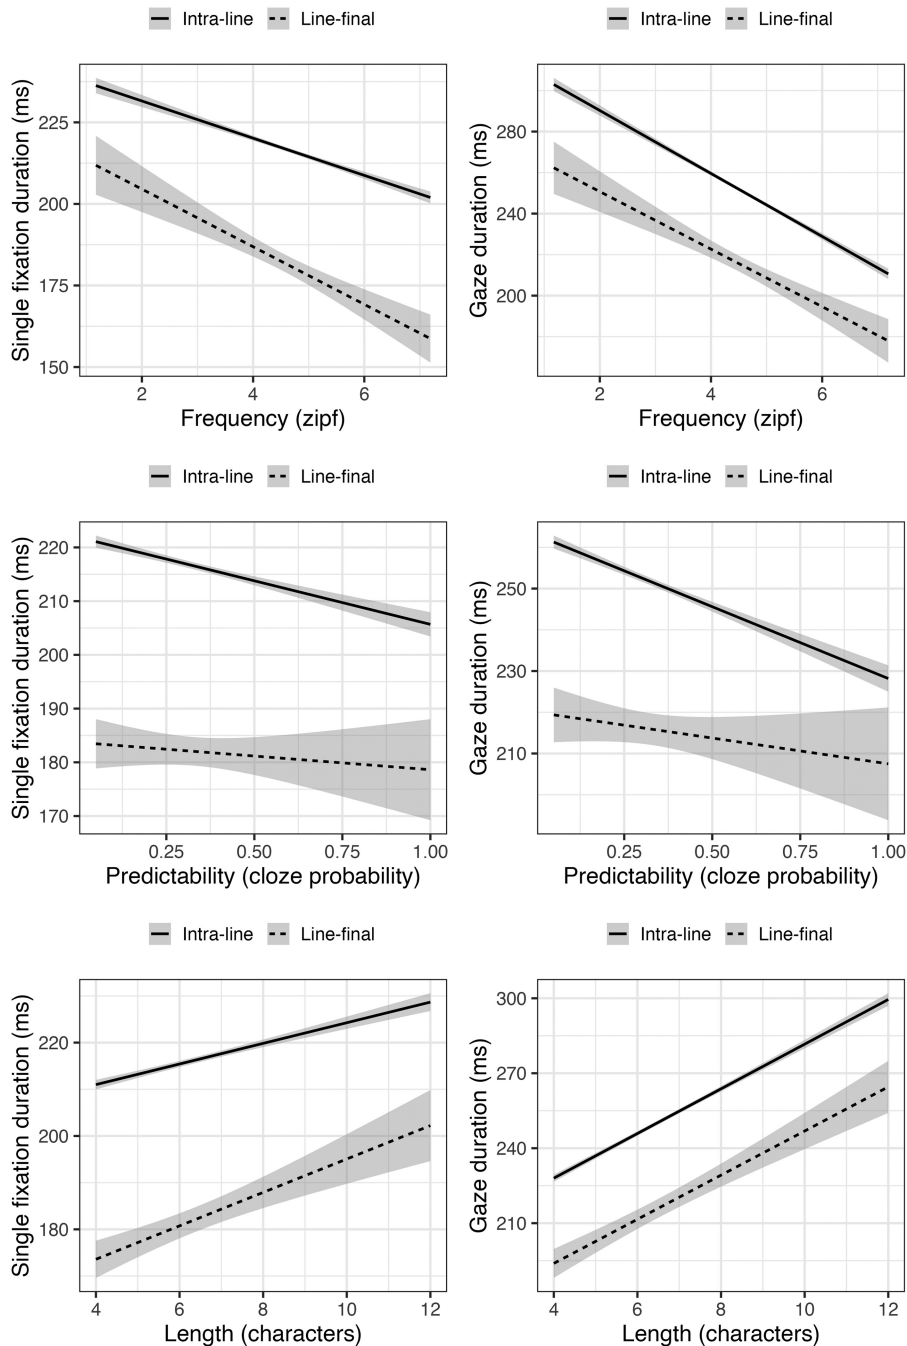 Intra-line Line-final
Single fixation duration (ms)
225
200
175
150
2 4 6
Frequency (zipf)
Intra-line Line-final
Gaze duration (ms)
280
240
200
2 4 6
Frequency (zipf)
Intra-line Line-final
Single fixation duration (ms)
220
210
200
190
180
170
0.25 0.50 0.75 1.00
Predictability (cloze probability)
Intra-line Line-final
Gaze duration (ms)
250
230
210
0.25 0.50 0.75 1.00
Predictability (cloze probability)
Intra-line Line-final
Single fixation duration (ms)
220
200
180
4 6 8 10 12
Length (characters)
Intra-line Line-final
Gaze duration (ms)
300
270
240
210
4 6 8 10 12
Length (characters)